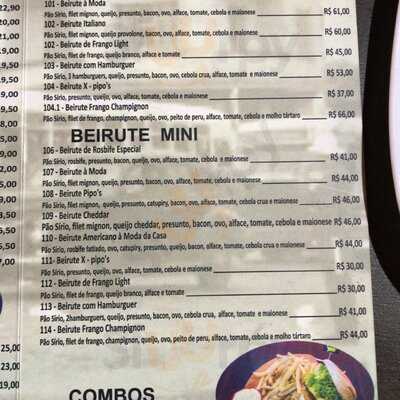 22,90
20,00
101 - Beirute à Moda
Pão Sírio, filet mignon, queijo, presunto, bacon, ovo, alface, tomate, cebola e maionese R$ 61,00
102 - Beirute Italiano
Pão Sírio, filet mignon, queijo provolone, bacon, ovo, alface, tomate, cebola e maionese R$ 60,00
102 - Beirute de Frango Light
Pão Sírio, filet de frango, queijo branco, alface e tomate R$ 45,00
103 - Beirute com Hamburguer
Pão Sírio, 3 hamburguers, queijo, presunto, bacon, ovo, cebola crua, alface, tomate e maionese R$ 53,00
104 - Beirute X - pipo's
Pão Sírio, queijo, presunto, bacon, ovo, alface, tomate, cebola e maionese R$ 37,00
104.1 - Beirute Frango Champignon
Pão Sírio, filet de frango, champignon, queijo, ovo, peito de peru, alface, tomate, cebola e molho tártaro R$ 66,00
BEIRUTE MINI
106 - Beirute de Rosbife Especial
Pão Sírio, rosbife, presunto, bacon, queijo, ovo, alface, tomate, cebola e maionese R$ 41,00
107 - Beirute à Moda
Pão Sírio, filet mignon, queijo, presunto, bacon, ovo, alface, tomate, cebola e maionese R$ 44,00
108 - Beirute Pipo's
Pão Sírio, filet mignon, queijo, presunto, catupiry, bacon, ovo, alface, tomate, cebola crua e maionese R$ 46,00
109 - Beirute Cheddar
Pão Sírio, filet mignon, queijo cheddar, presunto, bacon, ovo, alface, tomate, cebola e maionese R$ 46,00
110 - Beirute Americano à Moda da Casa
Pão Sírio, rosbife fatiado, ovo, catupiry, presunto, queijo, bacon, alface, tomate, cebola crua e maionese R$ 44,00
111- Beirute X - pipo's
Pão Sírio, presunto, queijo, ovo, alface, tomate, cebola e maionese R$ 30,00
112 - Beirute de Frango Light
Pão Sírio, filet de frango, queijo branco, alface e tomate R$ 30,00
113 - Beirute com Hamburguer
Pão Sírio, 2hamburguers, queijo, presunto, bacon, ovo, cebola crua, alface, tomate e maionese R$ 41,00
114 - Beirute Frango Champignon
Pão Sírio, filet de frango, champignon, queijo, ovo, peito de peru, alface, tomate, cebola e molho tártaro R$ 44,00
25,00
23,00
19,00
COMBOS